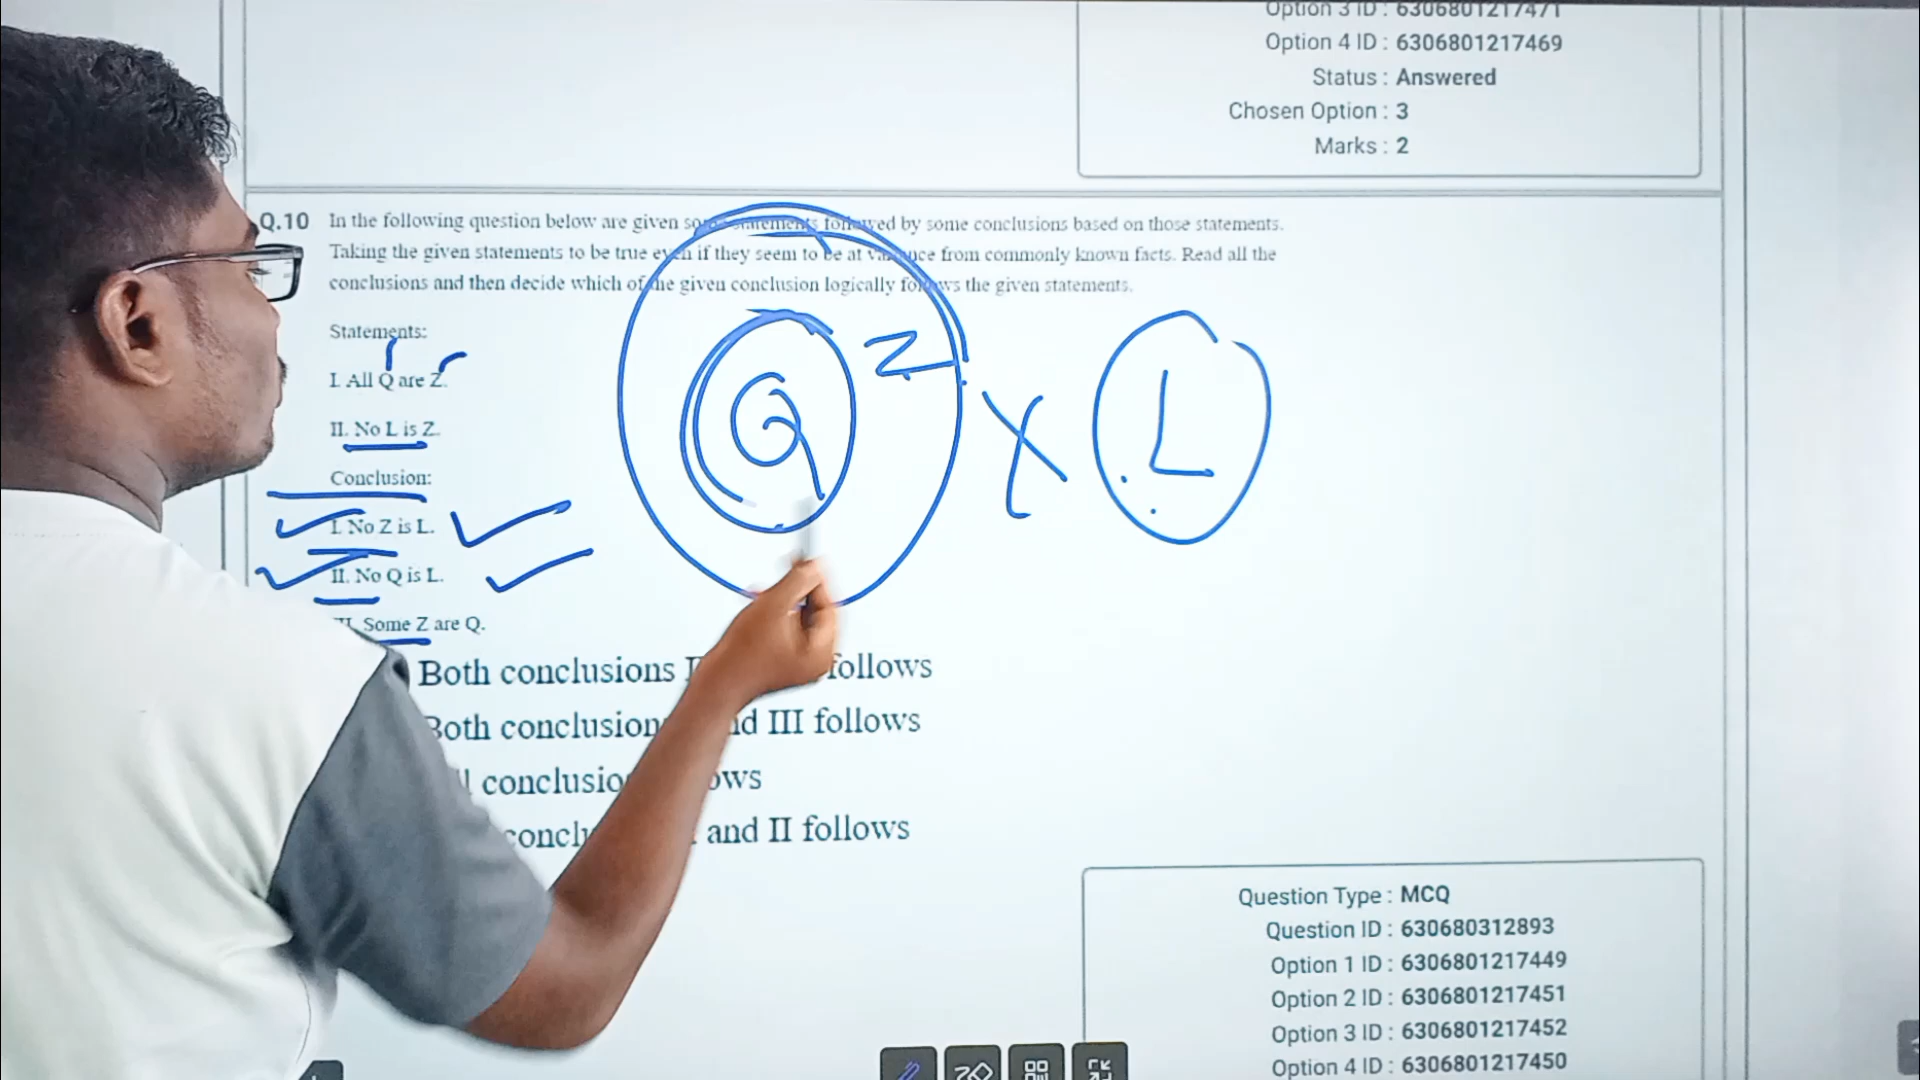 Option 3 ID : 6306801217471
Option 4 ID : 6306801217469
Status : Answered
Chosen Option : 3
Marks : 2
Q.10 In the following question below are given some statements followed by some conclusions based on those statements.
Taking the given statements to be true even if they seem to be at variance from commonly known facts. Read all the
conclusions and then decide which of the given conclusion logically follows the given statements.
Statements:
I. All Q are Z.
II. No L is Z.
Conclusion:
I. No Z is L.
II. No Q is L.
III. Some Z are Q.
Q Z X L
Both conclusions follows
Both conclusion III follows
conclusio
and II follows
Question Type : MCQ
Question ID : 630680312893
Option 1 ID : 6306801217449
Option 2 ID : 6306801217451
Option 3 ID : 6306801217452
Option 4 ID : 6306801217450